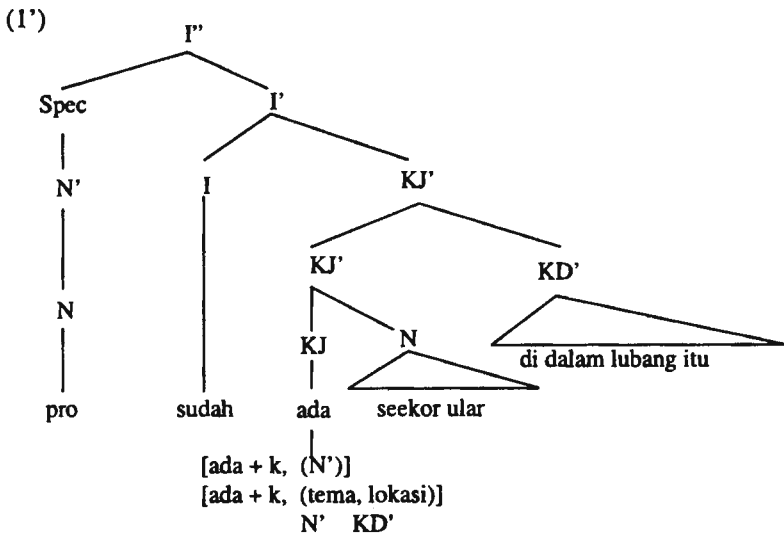 (1’)
I”
Spec I’
N’ I KJ’
KJ’ KD’
N KJ N
di dalam lubang itu
pro sudah ada seekor ular
[ada + k, (N’)]
[ada + k, (tema, lokasi)]
N’ KD’